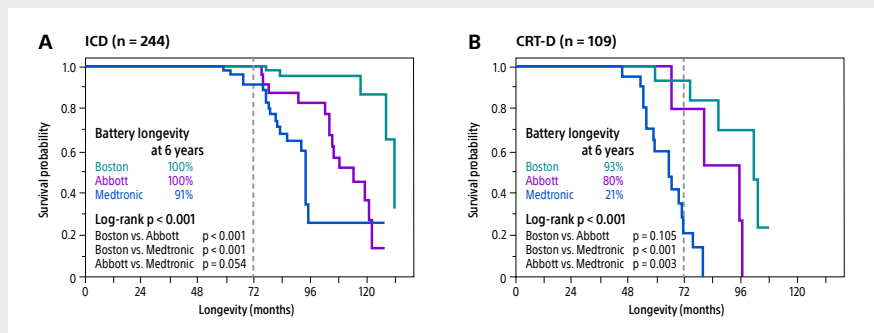 A ICD (n = 244)
Survival probability
1.0
0.8
0.6
0.4
0.2
0
Battery longevity
at 6 years
Boston 100%
Abbott 100%
Medtronic 91%
Log-rank p < 0.001
Boston vs. Abbott p < 0.001
Boston vs. Medtronic p < 0.001
Abbott vs. Medtronic p = 0.054
0 24 48 72 96 120
Longevity (months)
B CRT-D (n = 109)
Survival probability
1.0
0.8
0.6
0.4
0.2
0
Battery longevity
at 6 years
Boston 93%
Abbott 80%
Medtronic 21%
Log-rank p < 0.001
Boston vs. Abbott p = 0.105
Boston vs. Medtronic p < 0.001
Abbott vs. Medtronic p = 0.003
0 24 48 72 96 120
Longevity (months)